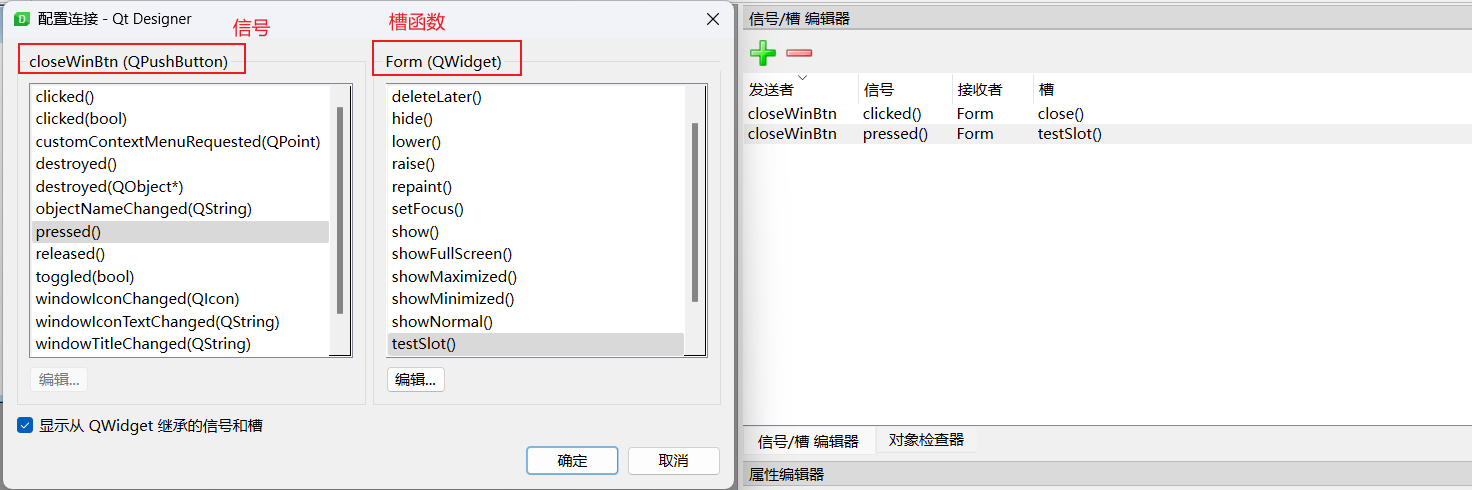 配置连接 - Qt Designer
信号
槽函数
closeWinBtn (QPushButton)
clicked()
clicked(bool)
customContextMenuRequested(QPoint)
destroyed()
destroyed(QObject*)
objectNameChanged(QString)
pressed()
released()
toggled(bool)
windowIconChanged(QIcon)
windowIconTextChanged(QString)
windowTitleChanged(QString)
编辑...
Form (QWidget)
deleteLater()
hide()
lower()
raise()
repaint()
setFocus()
show()
showFullScreen()
showMaximized()
showMinimized()
showNormal()
testSlot()
编辑...
显示从 QWidget 继承的信号和槽
确定
取消
信号/槽 编辑器
发送者 信号 接收者 槽
closeWinBtn clicked() Form close()
closeWinBtn pressed() Form testSlot()
信号/槽 编辑器
对象检查器
属性编辑器